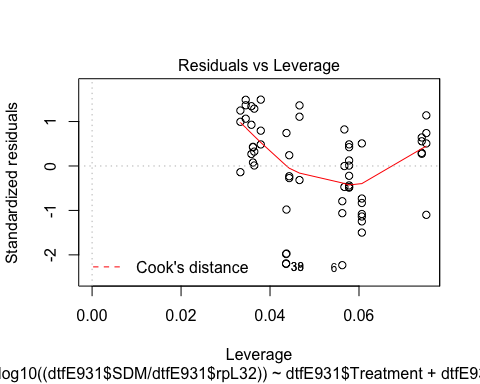 Residuals vs Leverage
Standardized residuals
1
0
-1
-2
Cook's distance
6
0.00
0.02
0.04
0.06
Leverage
log10((dtfE931$SDM/dtfE931$rpL32)) ~ dtfE931$Treatment + dtfE93